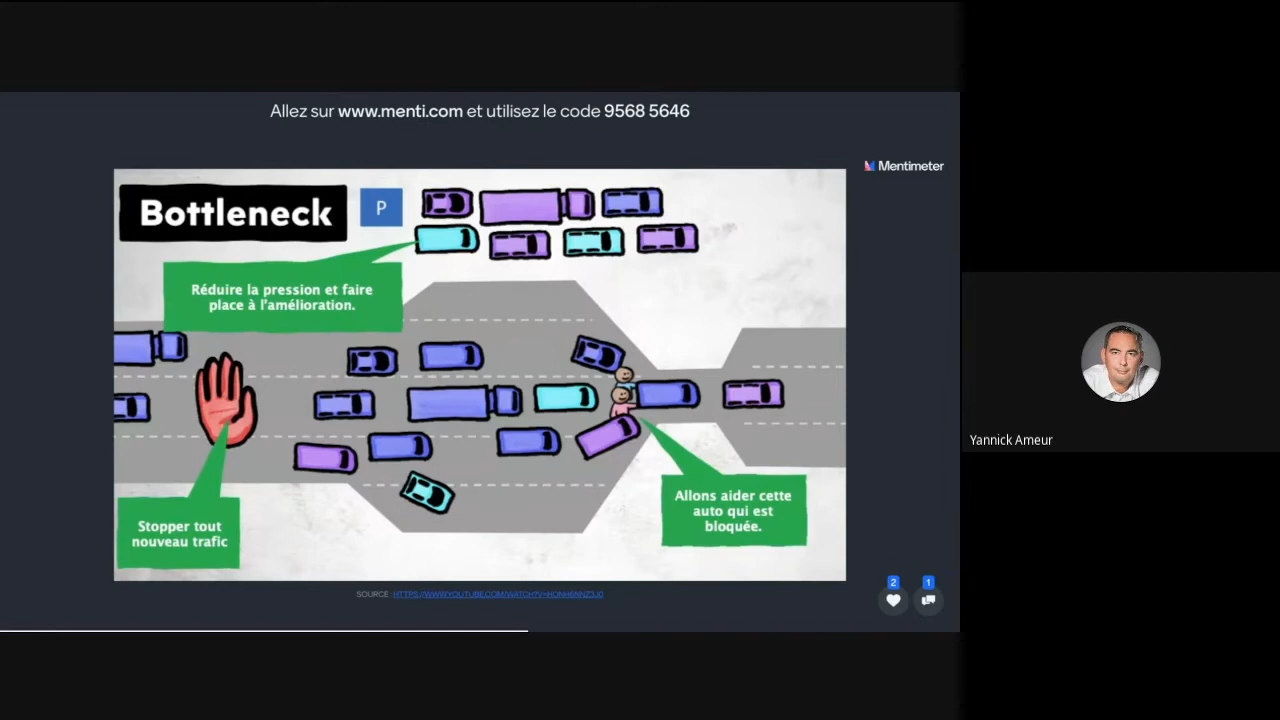 Allez sur www.menti.com et utilisez le code 9568 5646
Mentimeter
Bottleneck
P
Réduire la pression et faire
place à l'amélioration.
Stopper tout
nouveau trafic
Allons aider cette
auto qui est
bloquée.
SOURCE:
2
1
Yannick Ameur